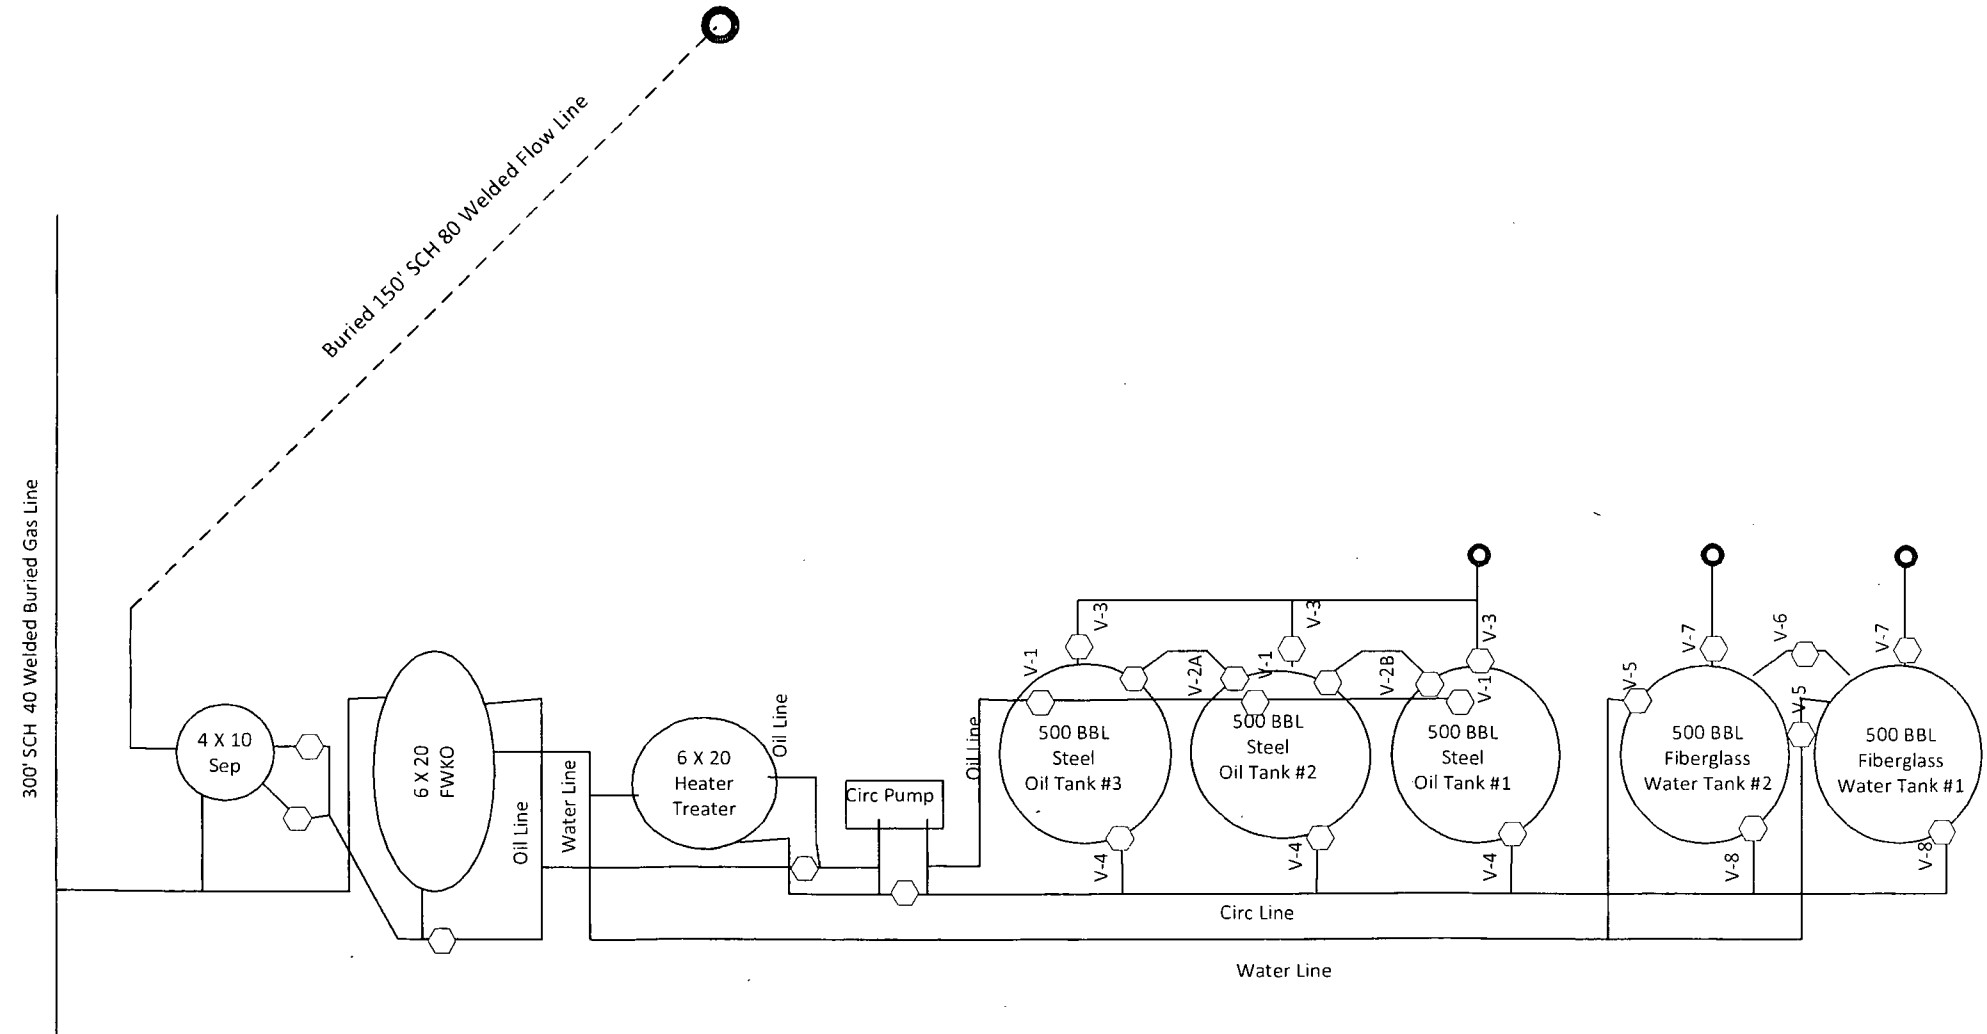 Buried 150' SCH 80 Welded Flow Line
300' SCH 40 Welded Buried Gas Line
4 X 10
Sep
6 X 20
FWKO
Oil Line
Water Line
6 X 20
Heater
Treater
Oil Line
Circ Pump
Oil Line
V-1
V-3
V-2A
V-1
V-3
V-2B
V-3
V-1
500 BBL
Steel
Oil Tank #3
500 BBL
Steel
Oil Tank #2
500 BBL
Steel
Oil Tank #1
V-4
V-4
V-4
V-5
V-7
V-6
V-5
V-7
500 BBL
Fiberglass
Water Tank #2
500 BBL
Fiberglass
Water Tank #1
V-8
V-8
Circ Line
Water Line